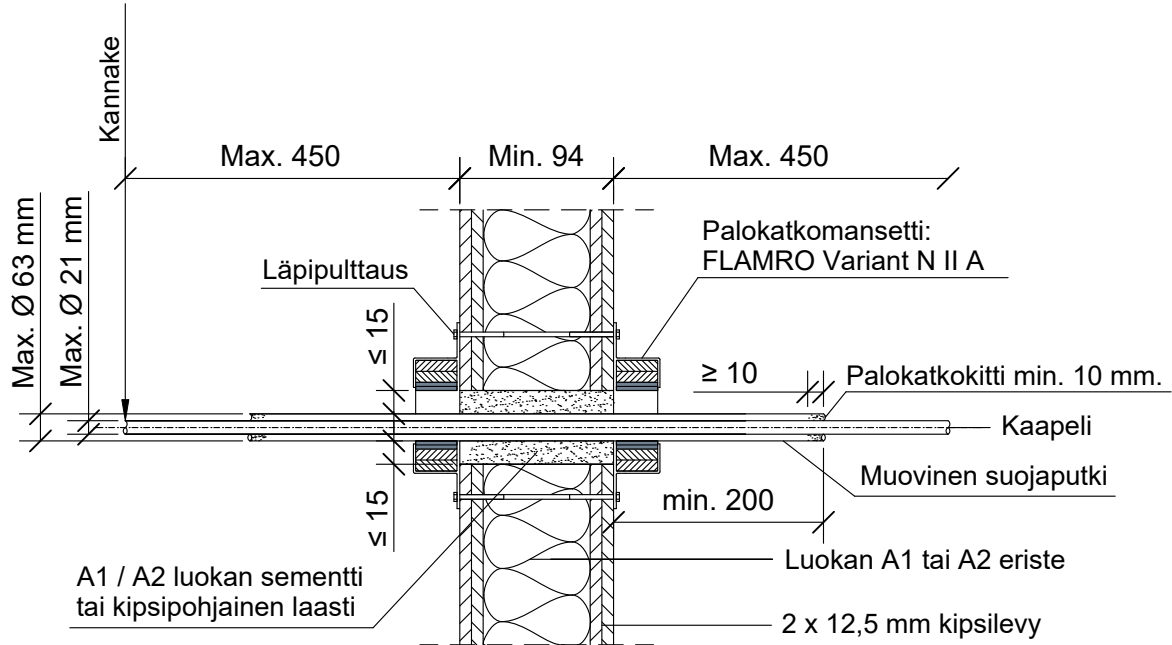 Kannake
Max. 450
Min. 94
Max. 450
Palokatkomansetti:
FLAMRO Variant N II A
Läpipulttaus
Max. Ø 63 mm
Max. Ø 21 mm
≤ 15
≥ 10
Palokatkokitti min. 10 mm.
Kaapeli
Muovinen suojaputki
≤ 15
min. 200
Luokan A1 tai A2 eriste
A1 / A2 luokan sementti
tai kipsipohjainen laasti
2 x 12,5 mm kipsilevy